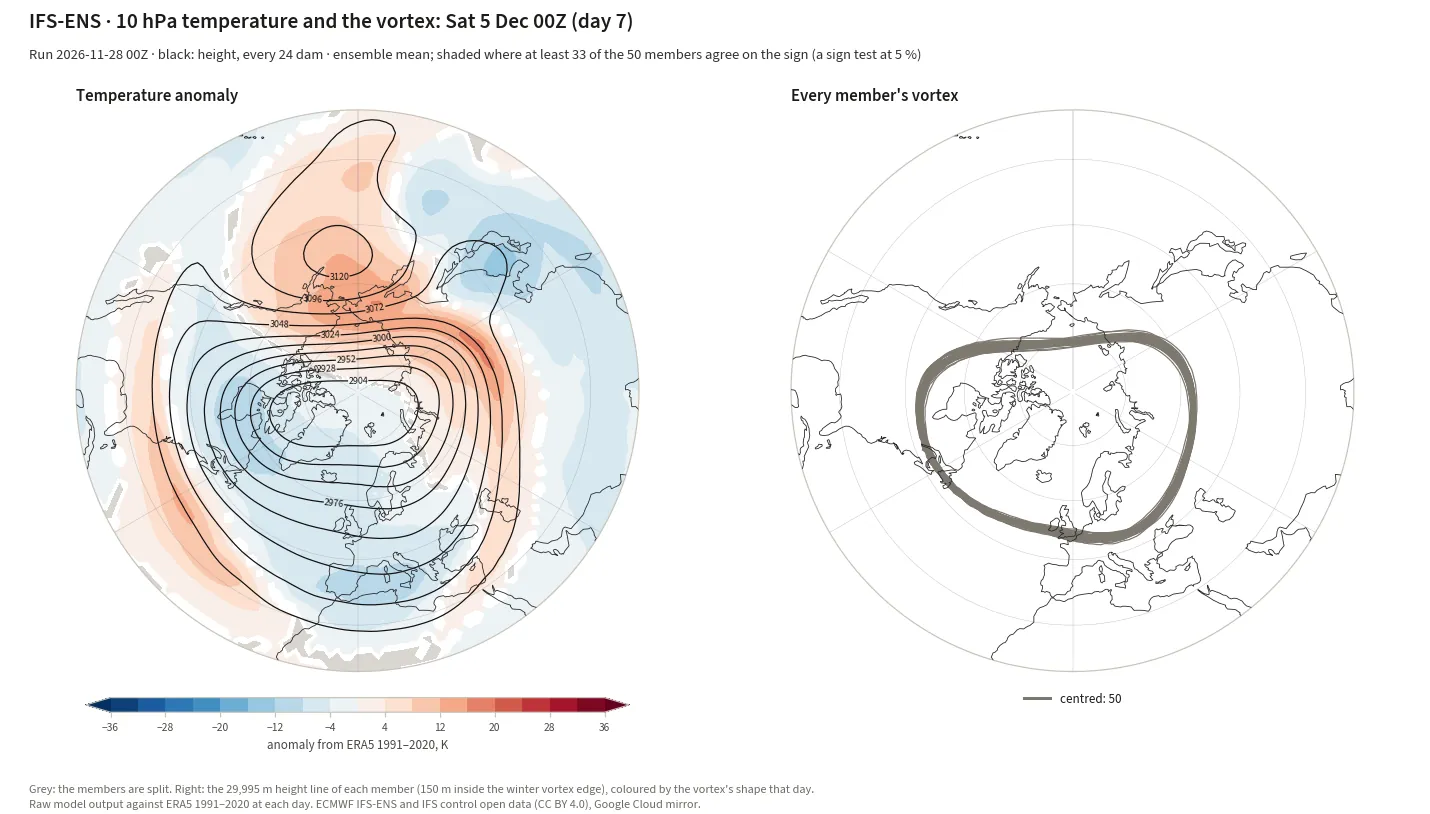 IFS-ENS · 10 hPa temperature and the vortex: Sat 5 Dec 00Z (day 7)
Run 2026-11-28 00Z · black: height, every 24 dam · ensemble mean; shaded where at least 33 of the 50 members agree on the sign (a sign test at 5 %)
Temperature anomaly
Every member's vortex
3120
3096
3072
3048
3024
3000
2952
2928
2904
2976
centred: 50
−36
−28
−20
−12
−4
4
12
20
28
36
anomaly from ERA5 1991–2020, K
Grey: the members are split. Right: the 29,995 m height line of each member (150 m inside the winter vortex edge), coloured by the vortex's shape that day.
Raw model output against ERA5 1991–2020 at each day. ECMWF IFS-ENS and IFS control open data (CC BY 4.0), Google Cloud mirror.